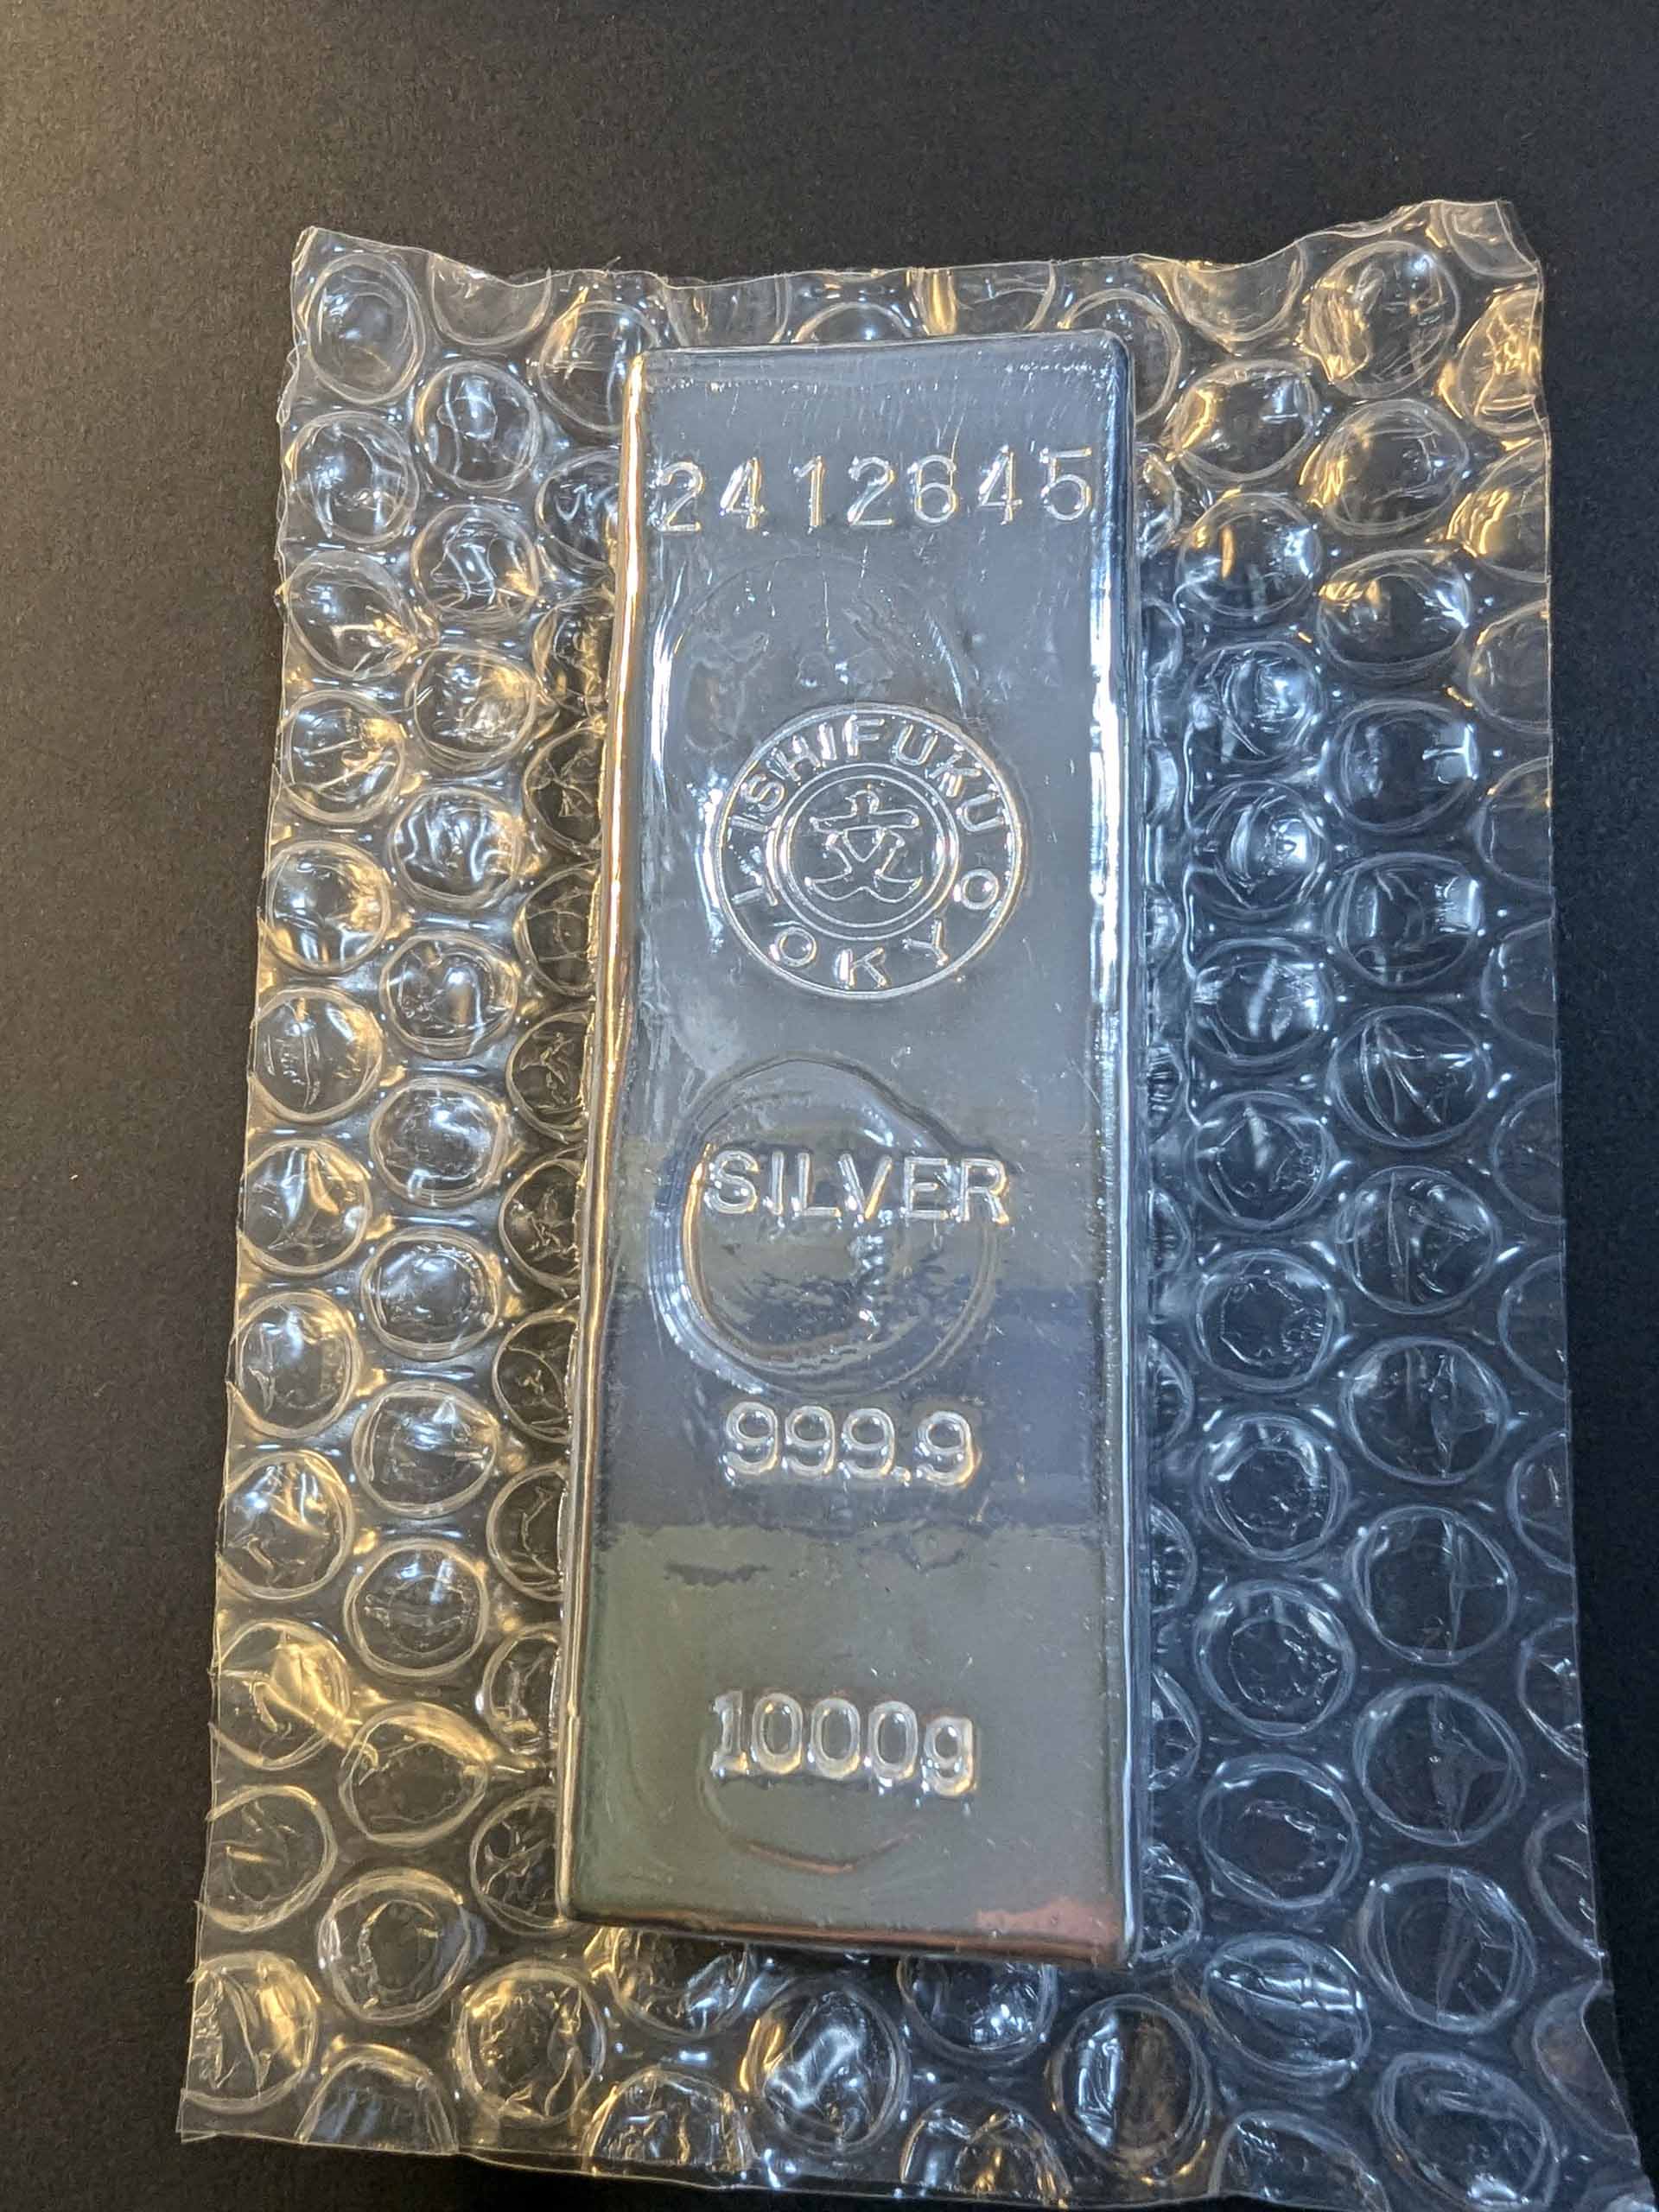 2412645
ISHIFUKU
TOKYO
文
SILVER
999.9
1000g